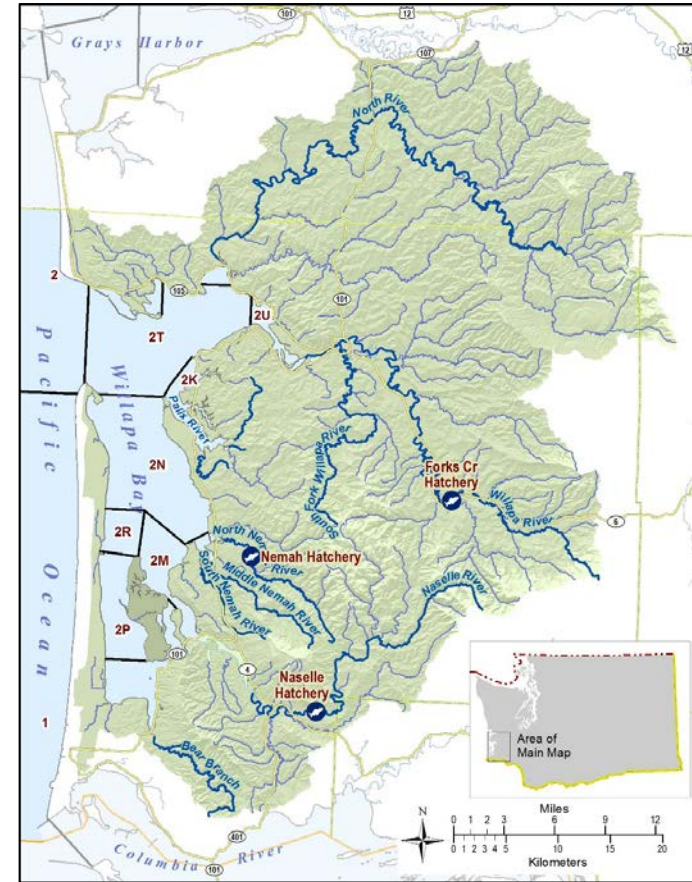 101
12
Grays Harbor
107
12
North River
2
105
101
2U
2T
2K
Palix River
Pacific Ocean
Willapa Bay
2N
South Fork Willapa River
Forks Cr
Hatchery
Willapa River
6
2R
North Nemah River
Nemah Hatchery
2M
Middle Nemah River
South Nemah River
Naselle River
2P
101
4
Naselle
Hatchery
1
Area of
Main Map
Bear Branch
N
Miles
0 1 2 3 6 9 12
0 1 2 3 4 5 10 15 20
Kilometers
401
Columbia River
101